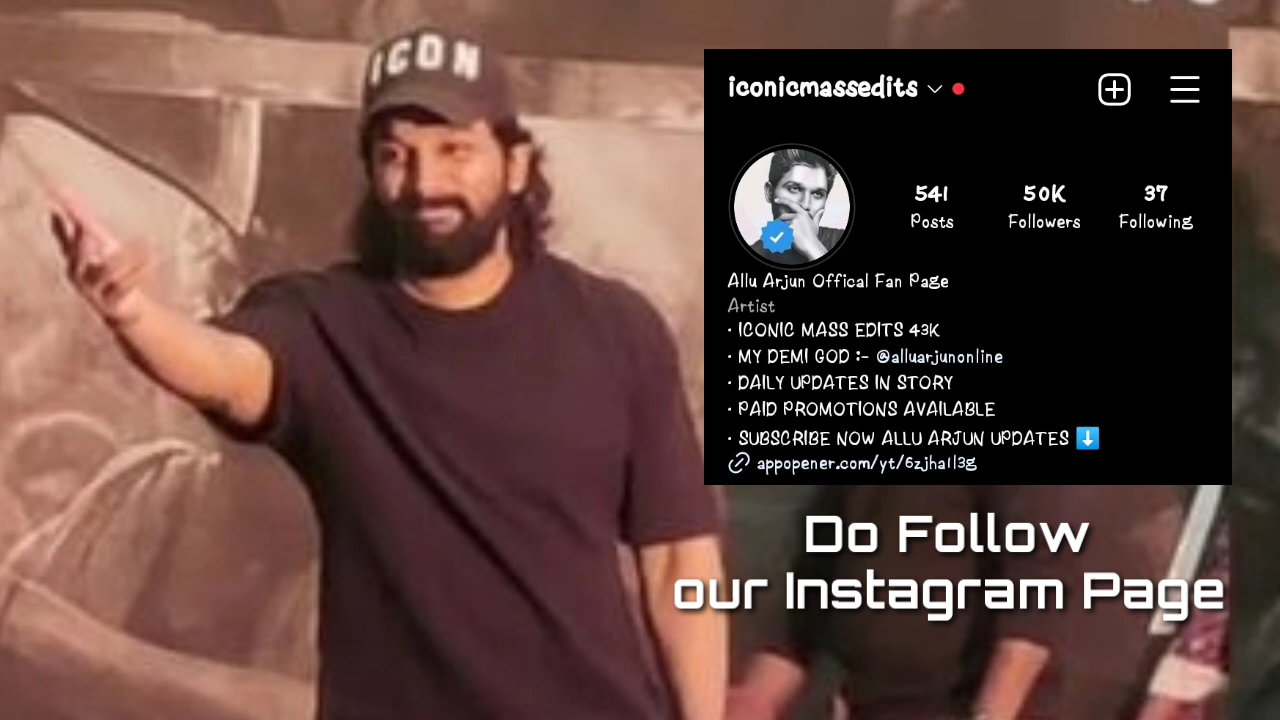 ICON
iconicmassedits
541 50K 37
Posts Followers Following
Allu Arjun Offical Fan Page
Artist
• ICONIC MASS EDITS 43K
• MY DEMI GOD :- @alluarjunonline
• DAILY UPDATES IN STORY
• PAID PROMOTIONS AVAILABLE
• SUBSCRIBE NOW ALLU ARJUN UPDATES ⬇️
appopener.com/yt/6zjha1l3g
Do Follow
our Instagram Page